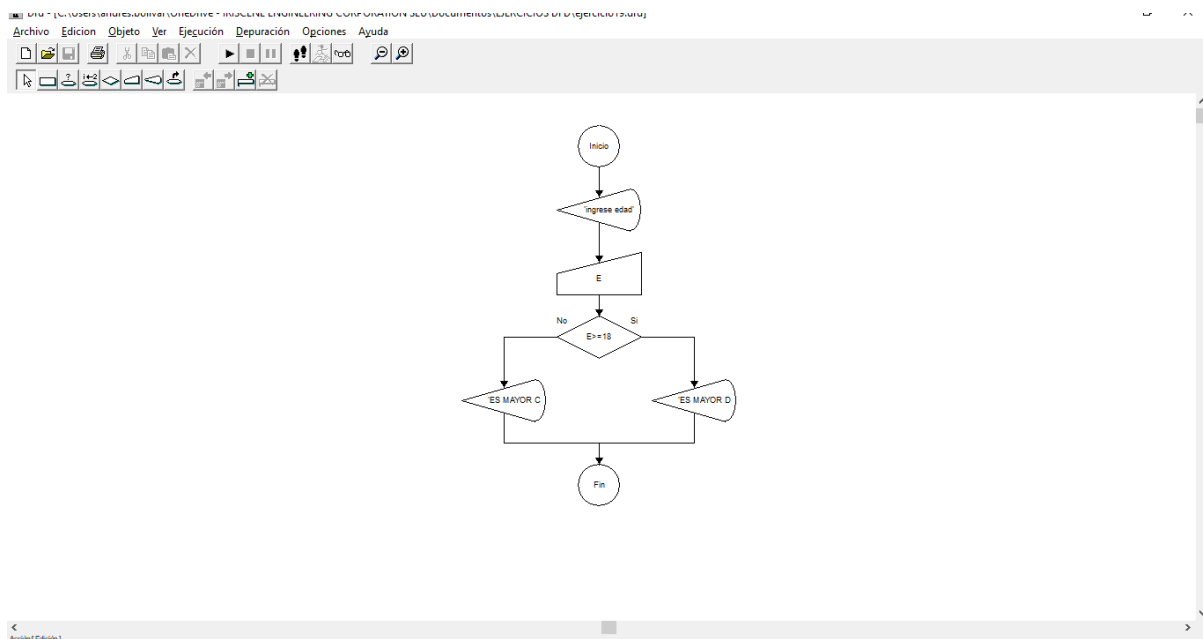 Archivo Edicion Objeto Ver Ejecución Depuración Opciones Ayuda
Inicio
'ingrese edad'
E
No Si
E>=18
'ES MAYOR C 'ES MAYOR D
Fin